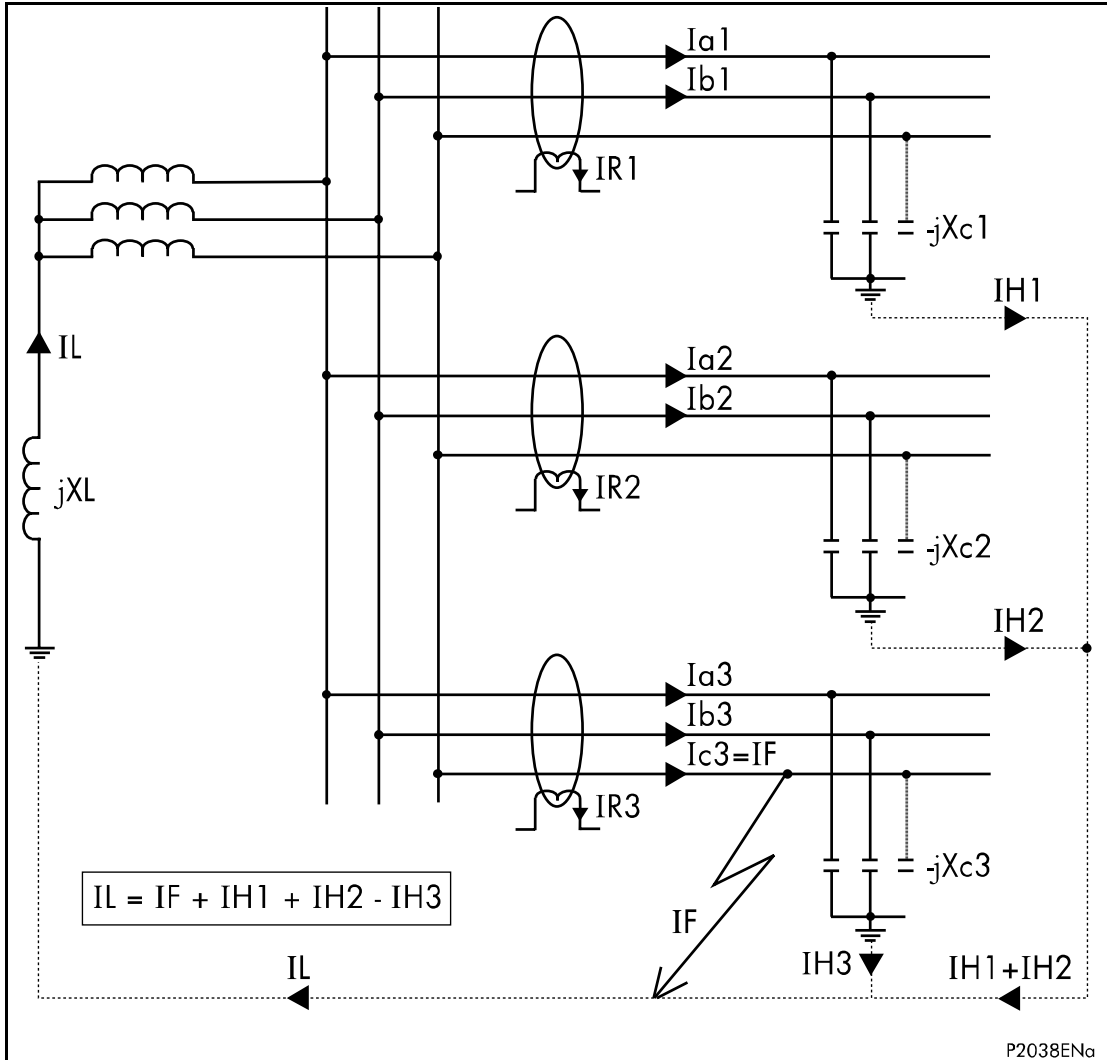 Ia1
Ib1
IR1
-jXc1
IH1
IL
Ia2
Ib2
jXL
IR2
-jXc2
IH2
Ia3
Ib3
Ic3=IF
IR3
-jXc3
IL = IF + IH1 + IH2 - IH3
IF
IL
IH3
IH1+IH2
P2038ENa